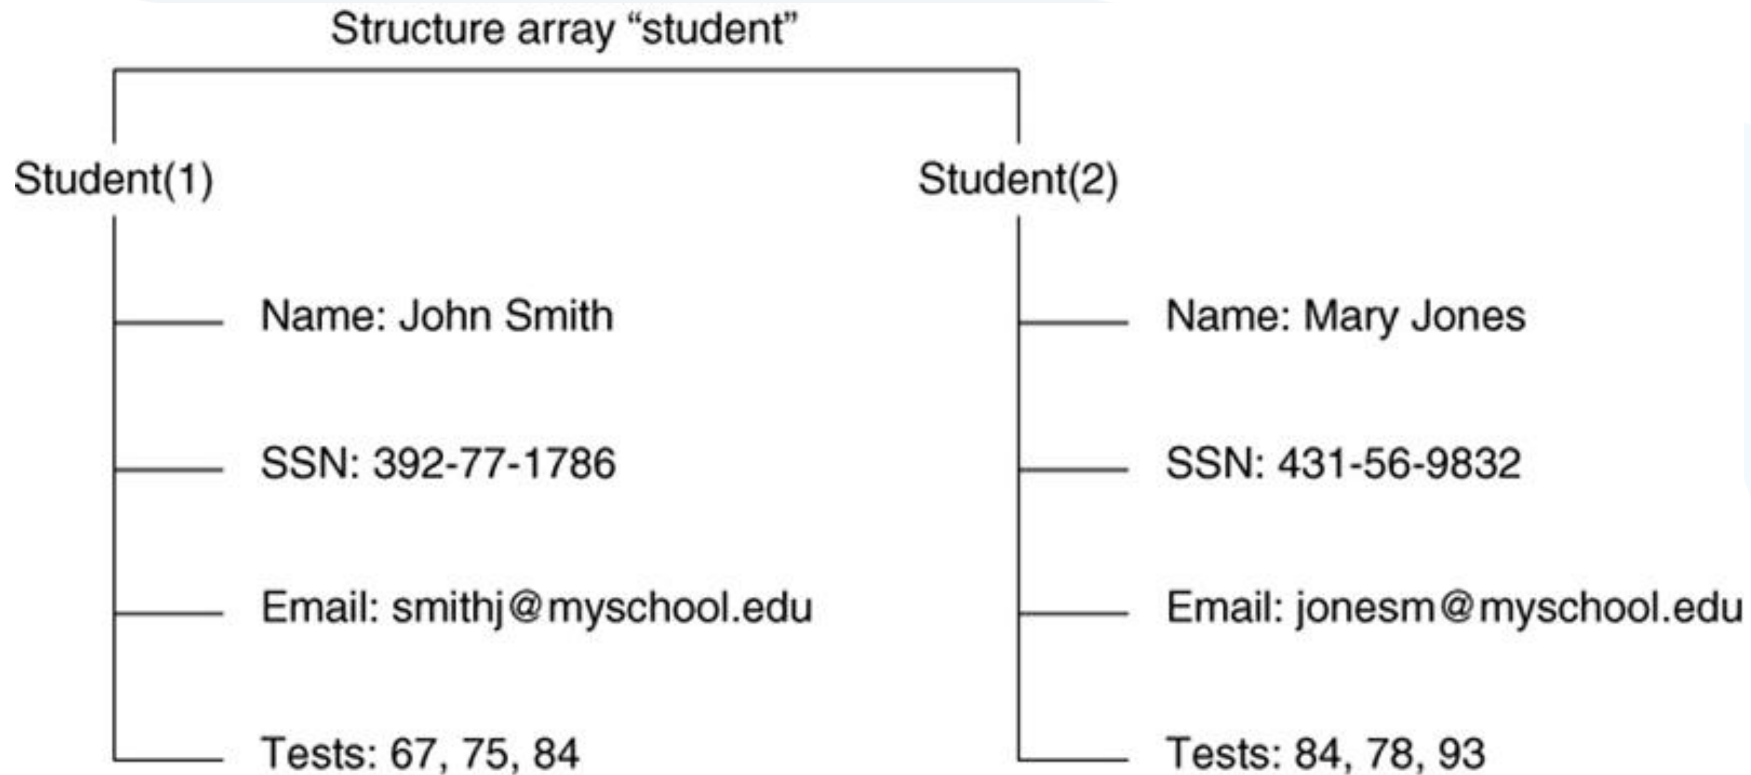 Structure array “student”
Student(1)
Name: John Smith
SSN: 392-77-1786
Email: smithj@myschool.edu
Tests: 67, 75, 84
Student(2)
Name: Mary Jones
SSN: 431-56-9832
Email: jonesm@myschool.edu
Tests: 84, 78, 93